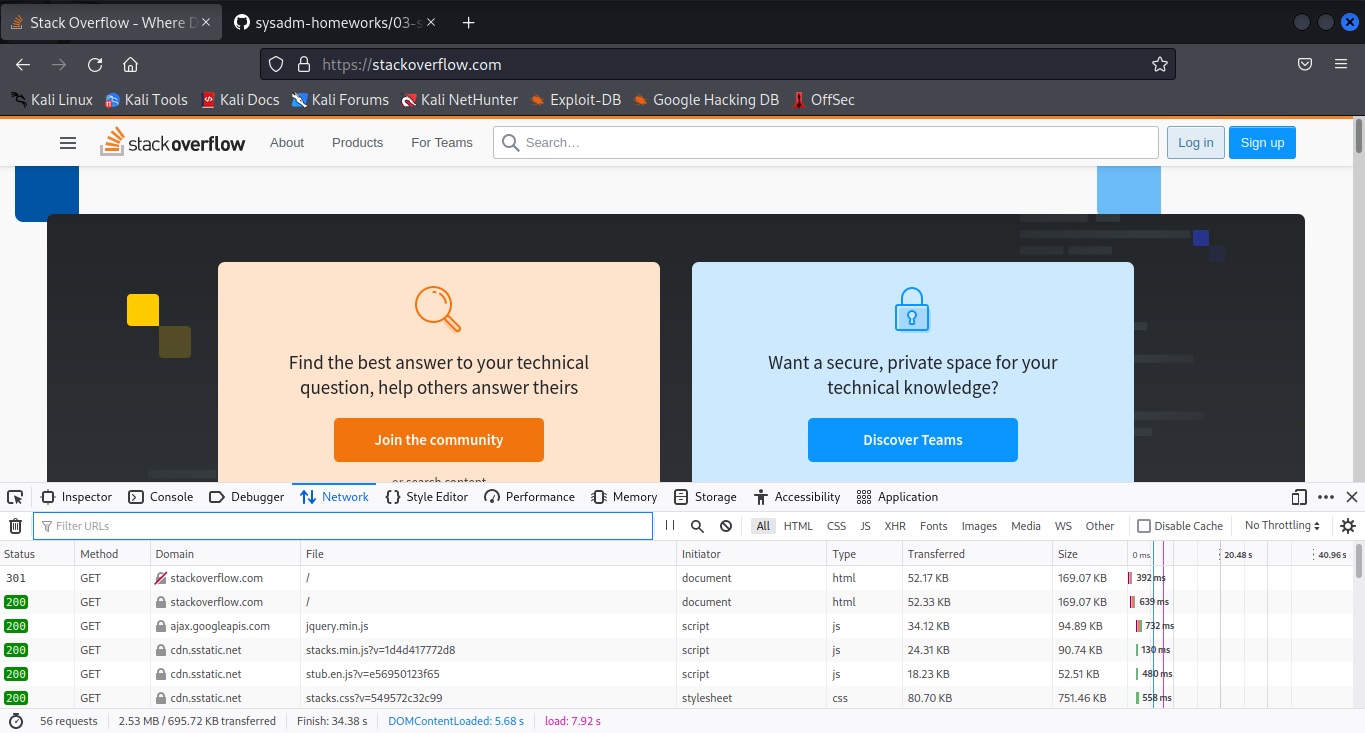 Stack Overflow - Where D
sysadm-homeworks/03-s
https://stackoverflow.com
Kali Linux Kali Tools Kali Docs Kali Forums Kali NetHunter Exploit-DB Google Hacking DB OffSec
stackoverflow About Products For Teams Search… Log in Sign up
Find the best answer to your technical
question, help others answer theirs
Join the community
or search content
Want a secure, private space for your
technical knowledge?
Discover Teams
Inspector Console Debugger Network Style Editor Performance Memory Storage Accessibility Application
Filter URLs All HTML CSS JS XHR Fonts Images Media WS Other Disable Cache No Throttling
Status Method Domain File Initiator Type Transferred Size 0 ms 20.48 s 40.96 s
301 GET stackoverflow.com / document html 52.17 KB 169.07 KB 392 ms
200 GET stackoverflow.com / document html 52.33 KB 169.07 KB 639 ms
200 GET ajax.googleapis.com jquery.min.js script js 34.12 KB 94.89 KB 732 ms
200 GET cdn.sstatic.net stacks.min.js?v=1d4d417772d8 script js 24.31 KB 90.74 KB 130 ms
200 GET cdn.sstatic.net stub.en.js?v=e56950123f65 script js 18.23 KB 52.51 KB 480 ms
200 GET cdn.sstatic.net stacks.css?v=549572c32c99 stylesheet css 80.70 KB 751.46 KB 558 ms
56 requests 2.53 MB / 695.72 KB transferred Finish: 34.38 s DOMContentLoaded: 5.68 s load: 7.92 s